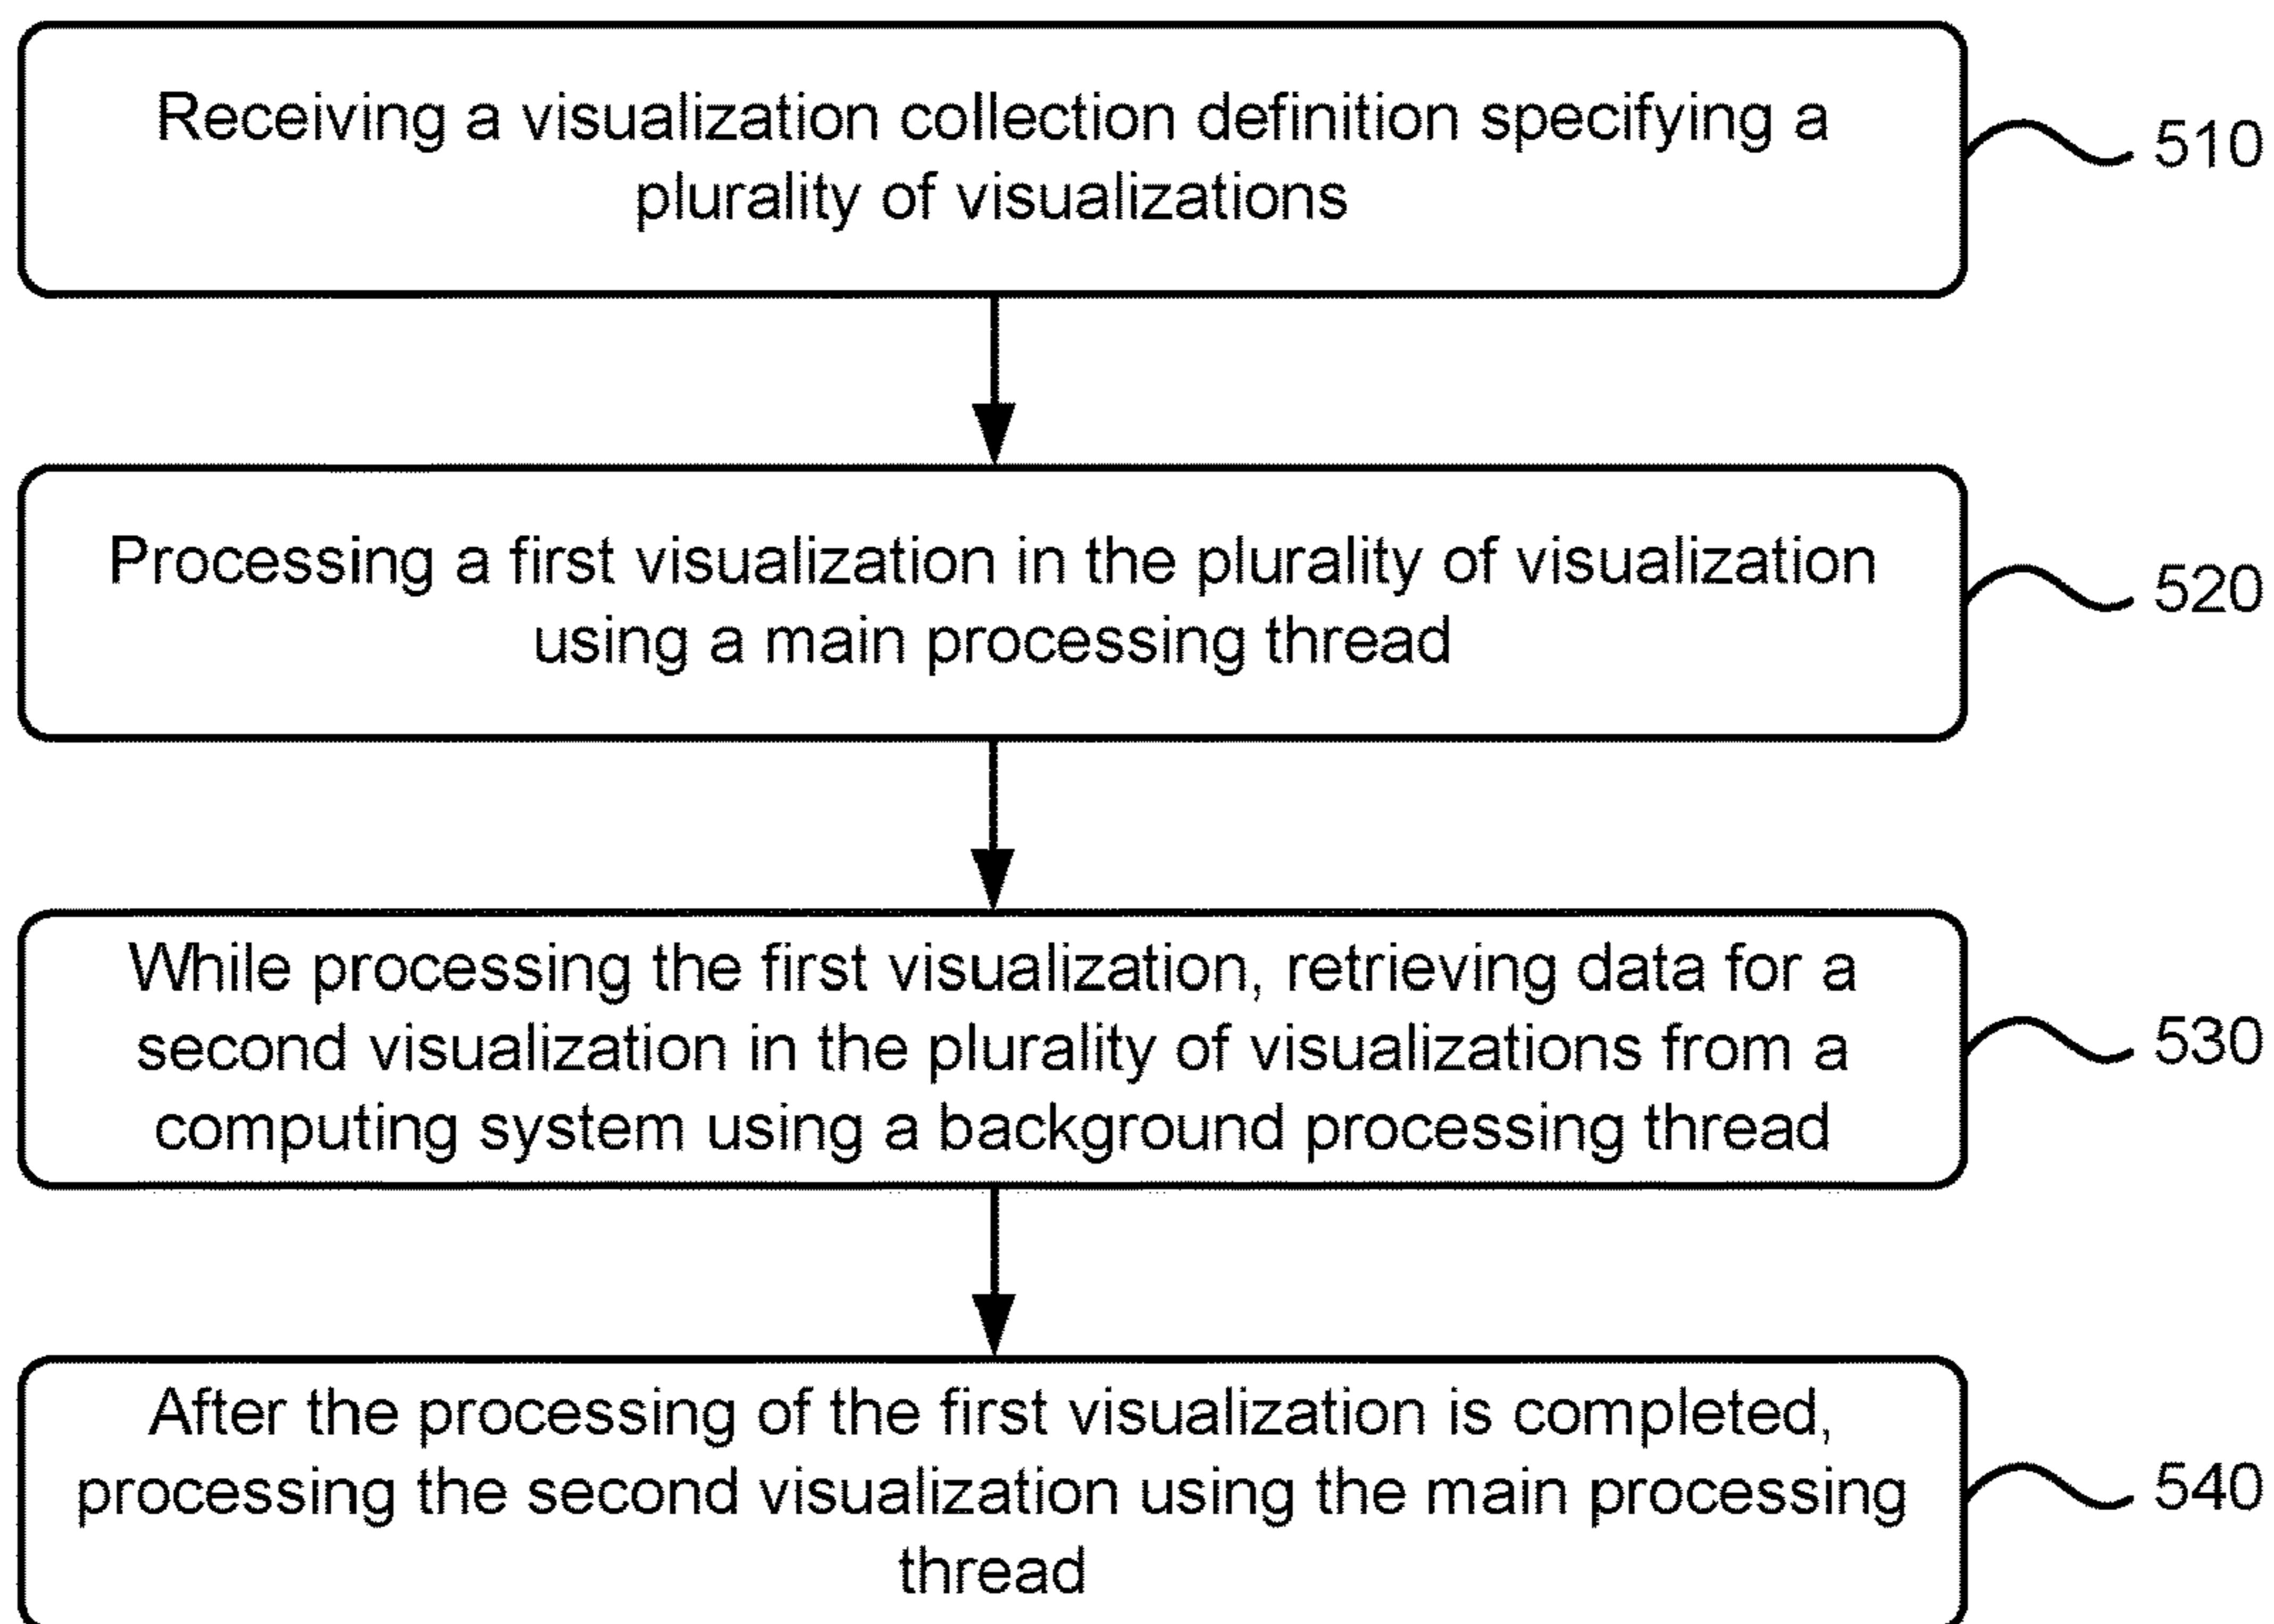 Receiving a visualization collection definition specifying a
plurality of visualizations
510
Processing a first visualization in the plurality of visualization
using a main processing thread
520
While processing the first visualization, retrieving data for a
second visualization in the plurality of visualizations from a
computing system using a background processing thread
530
After the processing of the first visualization is completed,
processing the second visualization using the main processing
thread
540